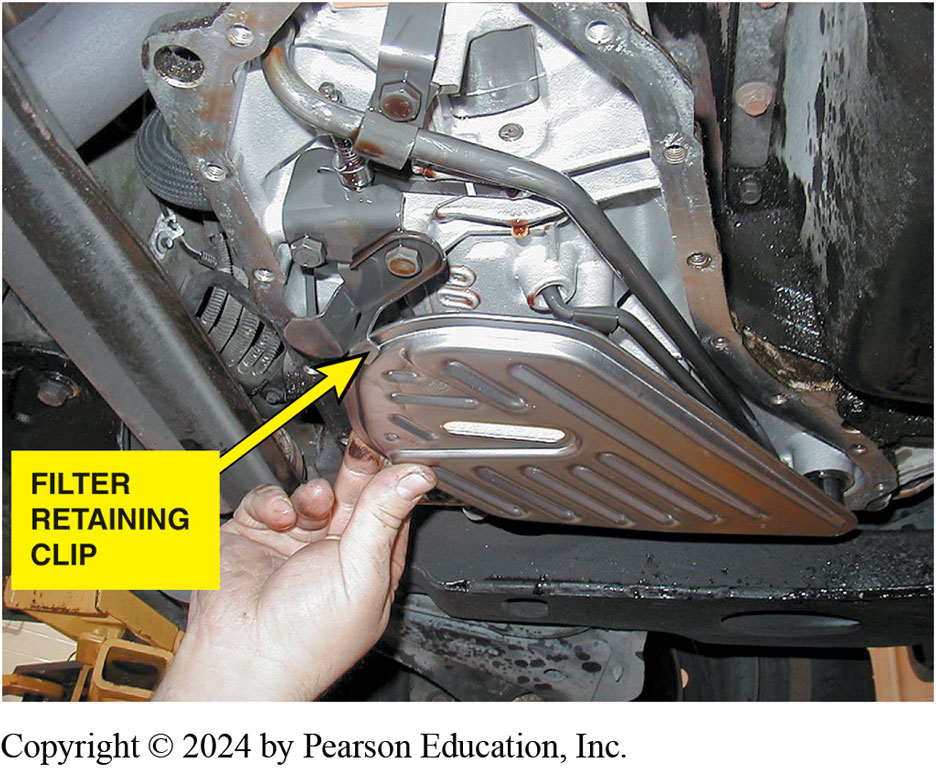 FILTER
RETAINING
CLIP
Copyright © 2024 by Pearson Education, Inc.